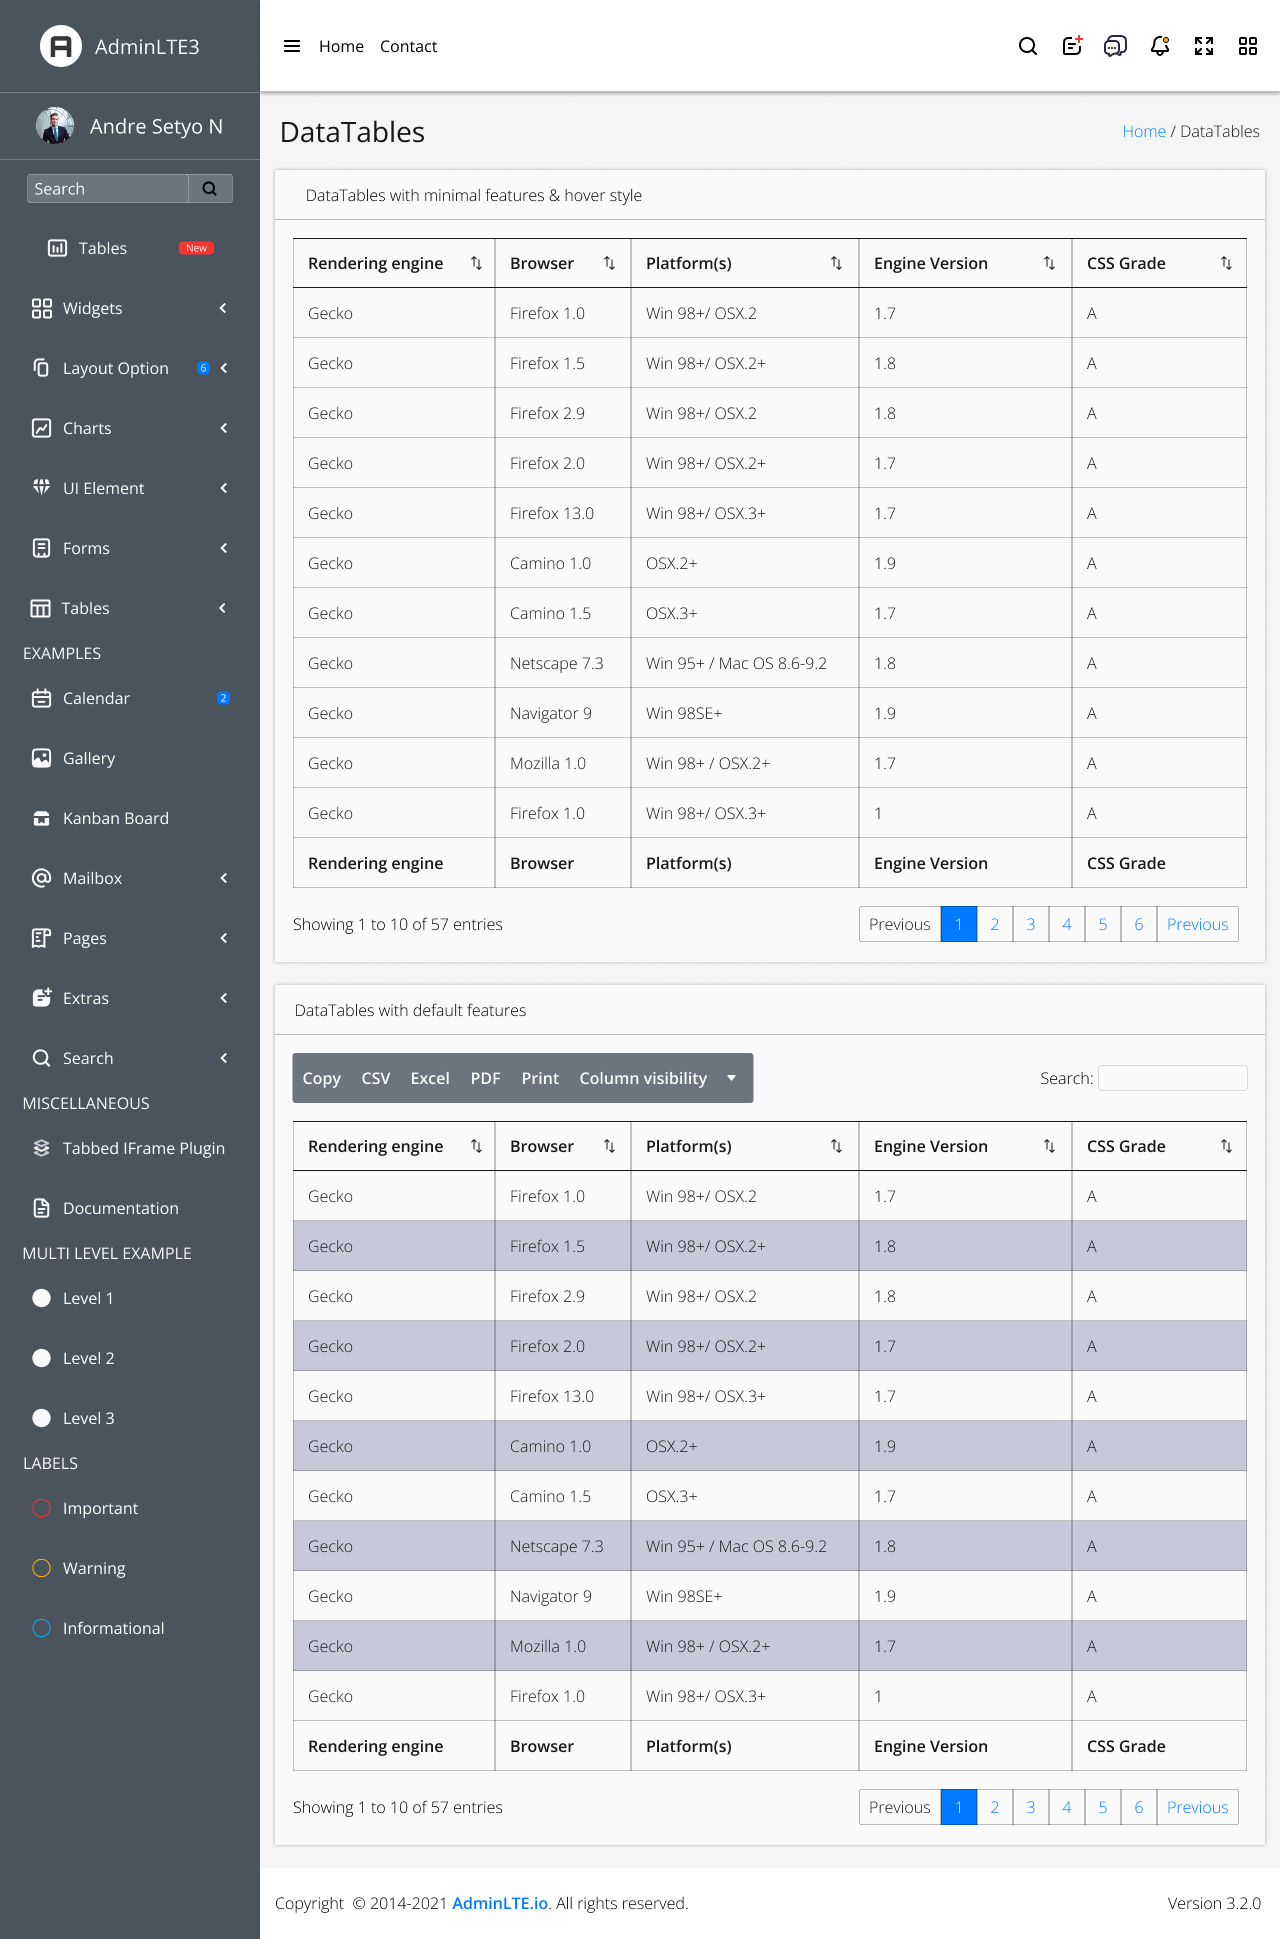 AdminLTE3
Andre Setyo N
Search
Tables New
Widgets
Layout Option 6
Charts
UI Element
Forms
Tables
EXAMPLES
Calendar 2
Gallery
Kanban Board
Mailbox
Pages
Extras
Search
MISCELLANEOUS
Tabbed IFrame Plugin
Documentation
MULTI LEVEL EXAMPLE
Level 1
Level 2
Level 3
LABELS
Important
Warning
Informational
Home Contact
DataTables
Home / DataTables
DataTables with minimal features & hover style
Rendering engine Browser Platform(s) Engine Version CSS Grade
Gecko Firefox 1.0 Win 98+/ OSX.2 1.7 A
Gecko Firefox 1.5 Win 98+/ OSX.2+ 1.8 A
Gecko Firefox 2.9 Win 98+/ OSX.2 1.8 A
Gecko Firefox 2.0 Win 98+/ OSX.2+ 1.7 A
Gecko Firefox 13.0 Win 98+/ OSX.3+ 1.7 A
Gecko Camino 1.0 OSX.2+ 1.9 A
Gecko Camino 1.5 OSX.3+ 1.7 A
Gecko Netscape 7.3 Win 95+ / Mac OS 8.6-9.2 1.8 A
Gecko Navigator 9 Win 98SE+ 1.9 A
Gecko Mozilla 1.0 Win 98+ / OSX.2+ 1.7 A
Gecko Firefox 1.0 Win 98+/ OSX.3+ 1 A
Rendering engine Browser Platform(s) Engine Version CSS Grade
Showing 1 to 10 of 57 entries Previous 1 2 3 4 5 6 Previous
DataTables with default features
Copy CSV Excel PDF Print Column visibility Search:
Rendering engine Browser Platform(s) Engine Version CSS Grade
Gecko Firefox 1.0 Win 98+/ OSX.2 1.7 A
Gecko Firefox 1.5 Win 98+/ OSX.2+ 1.8 A
Gecko Firefox 2.9 Win 98+/ OSX.2 1.8 A
Gecko Firefox 2.0 Win 98+/ OSX.2+ 1.7 A
Gecko Firefox 13.0 Win 98+/ OSX.3+ 1.7 A
Gecko Camino 1.0 OSX.2+ 1.9 A
Gecko Camino 1.5 OSX.3+ 1.7 A
Gecko Netscape 7.3 Win 95+ / Mac OS 8.6-9.2 1.8 A
Gecko Navigator 9 Win 98SE+ 1.9 A
Gecko Mozilla 1.0 Win 98+ / OSX.2+ 1.7 A
Gecko Firefox 1.0 Win 98+/ OSX.3+ 1 A
Rendering engine Browser Platform(s) Engine Version CSS Grade
Showing 1 to 10 of 57 entries Previous 1 2 3 4 5 6 Previous
Copyright © 2014-2021 AdminLTE.io. All rights reserved. Version 3.2.0